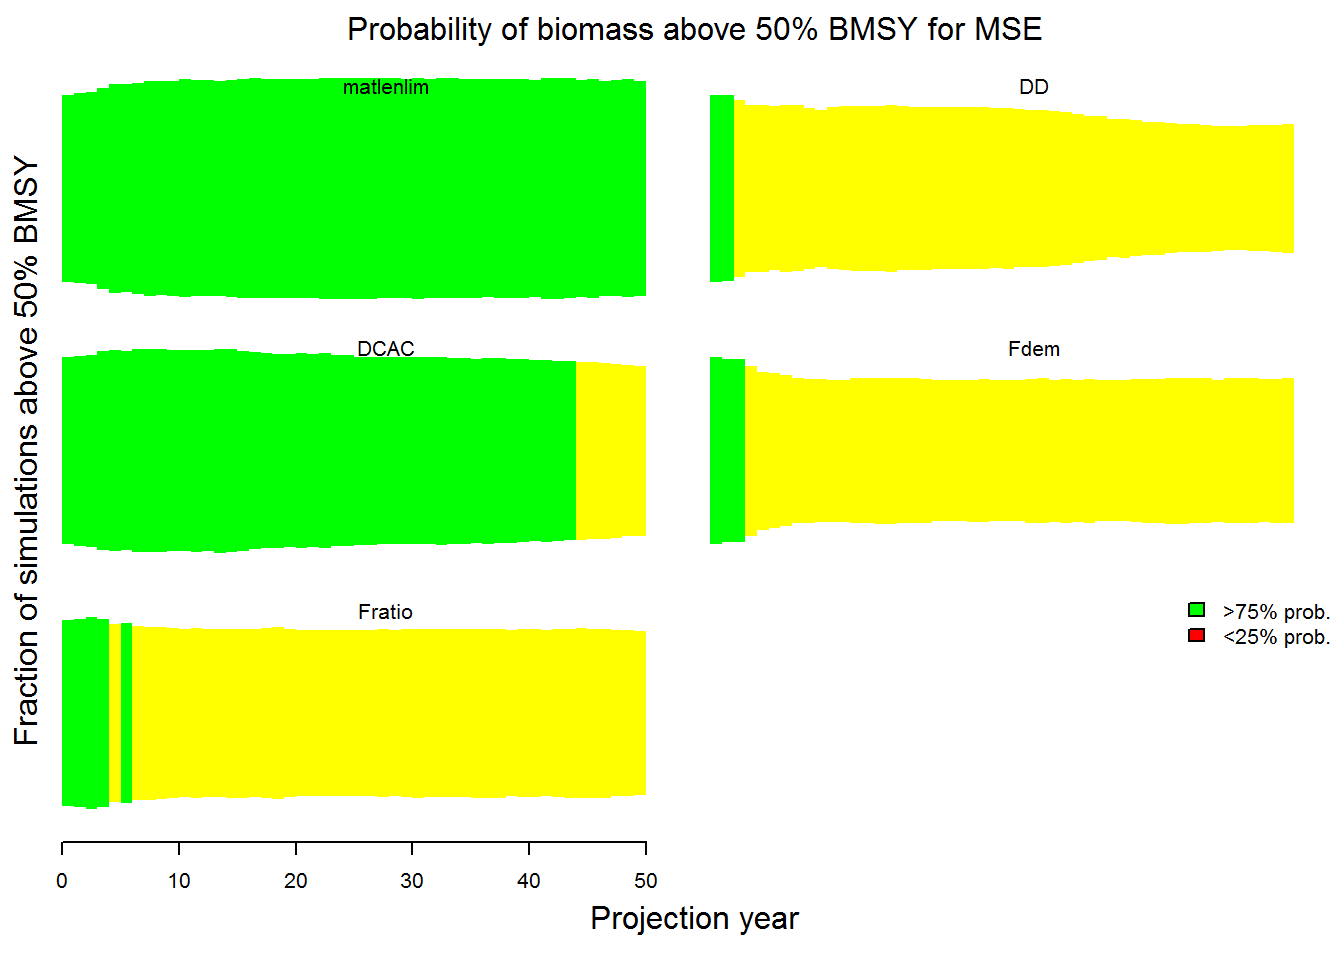 Probability of biomass above 50% BMSY for MSE
Fraction of simulations above 50% BMSY
matlenlim
DD
DCAC
Fdem
Fratio
>75% prob.
<25% prob.
0 10 20 30 40 50
Projection year